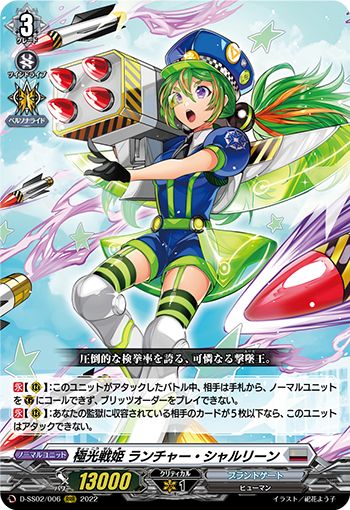 3
グレード
ツインドライブ
ペルソナライド
圧倒的な検挙率を誇る、可憐なる撃墜王。
永【R】:このユニットがアタックしたバトル中、相手は手札から、ノーマルユニット
を(G)にコールできず、ブリッツオーダーをプレイできない。
永【R】:あなたの監獄に収容されている相手のカードが5枚以下なら、このユニット
はアタックできない。
ノーマルユニット
極光戦姫 ランチャー・シャルリーン
パワー 13000
クリティカル
1
ブラントゲート
ヒューマン
D-SS02/006 RRR 2022
イラスト/紀花よう子